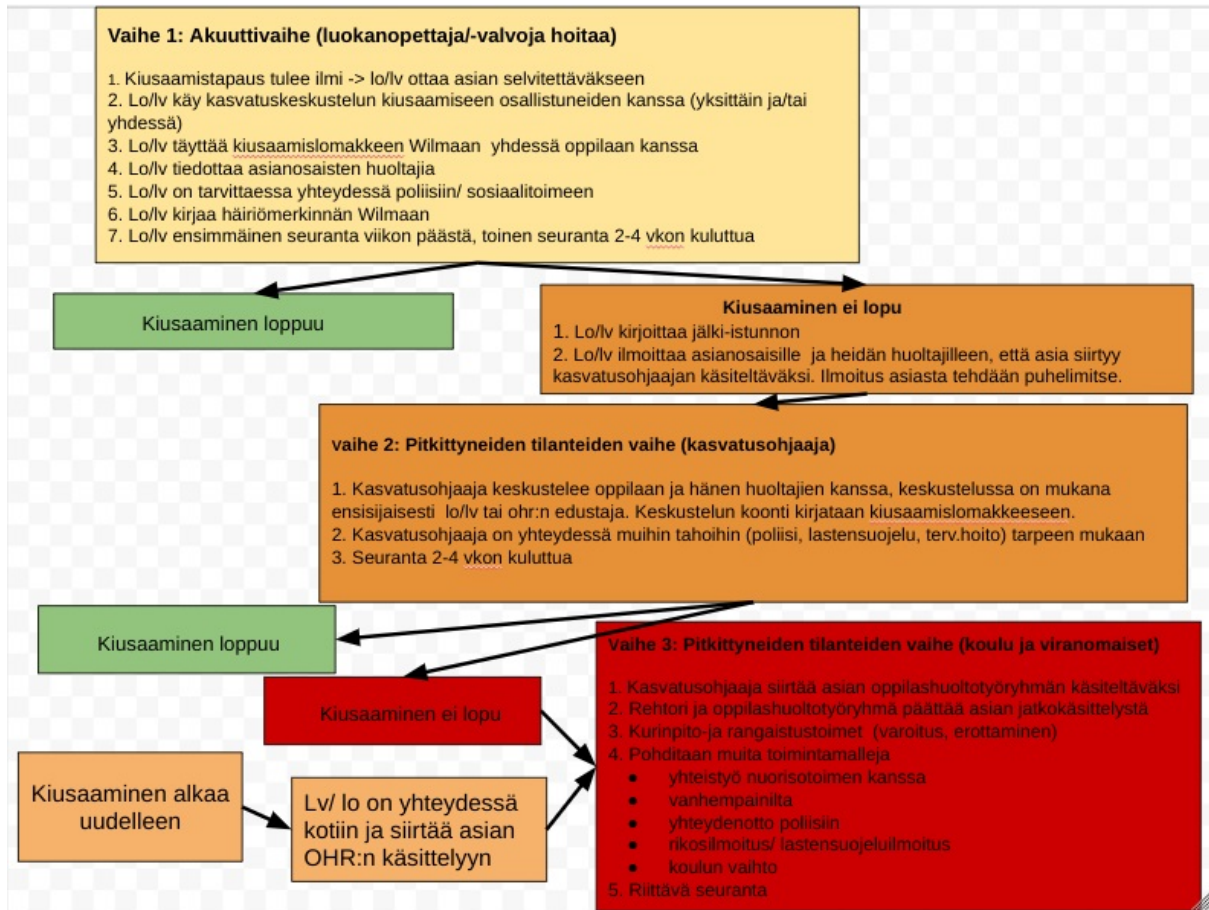 Vaihe 1: Akuuttivaihe (luokanopettaja/-valvoja hoitaa)
1. Kiusaamistapaus tulee ilmi -> lo/lv ottaa asian selvitettäväkseen
2. Lo/lv käy kasvatuskeskustelun kiusaamiseen osallistuneiden kanssa (yksittäin ja/tai
yhdessä)
3. Lo/lv täyttää kiusaamislomakkeen Wilmaan yhdessä oppilaan kanssa
4. Lo/lv tiedottaa asianosaisten huoltajia
5. Lo/lv on tarvittaessa yhteydessä poliisiin/ sosiaalitoimeen
6. Lo/lv kirjaa häiriömerkinnän Wilmaan
7. Lo/lv ensimmäinen seuranta viikon päästä, toinen seuranta 2-4 vkon kuluttua
Kiusaaminen loppuu
Kiusaaminen ei lopu
1. Lo/lv kirjoittaa jälki-istunnon
2. Lo/lv ilmoittaa asianosaisille ja heidän huoltajilleen, että asia siirtyy
kasvatusohjaajan käsiteltäväksi. Ilmoitus asiasta tehdään puhelimitse.
vaihe 2: Pitkittyneiden tilanteiden vaihe (kasvatusohjaaja)
1. Kasvatusohjaaja keskustelee oppilaan ja hänen huoltajien kanssa, keskustelussa on mukana
ensisijaisesti lo/lv tai ohr:n edustaja. Keskustelun koonti kirjataan kiusaamislomakkeeseen.
2. Kasvatusohjaaja on yhteydessä muihin tahoihin (poliisi, lastensuojelu, terv.hoito) tarpeen mukaan
3. Seuranta 2-4 vkon kuluttua
Kiusaaminen loppuu
Kiusaaminen ei lopu
Kiusaaminen alkaa
uudelleen
Lv/ lo on yhteydessä
kotiin ja siirtää asian
OHR:n käsittelyyn
Vaihe 3: Pitkittyneiden tilanteiden vaihe (koulu ja viranomaiset)
1. Kasvatusohjaaja siirtää asian oppilashuoltotyöryhmän käsiteltäväksi
2. Rehtori ja oppilashuoltotyöryhmä päättää asian jatkokäsittelystä
3. Kurinpito-ja rangaistustoimet (varoitus, erottaminen)
4. Pohditaan muita toimintamalleja
● yhteistyö nuorisotoimen kanssa
● vanhempainilta
● yhteydenotto poliisiin
● rikosilmoitus/ lastensuojeluilmoitus
● koulun vaihto
5. Riittävä seuranta